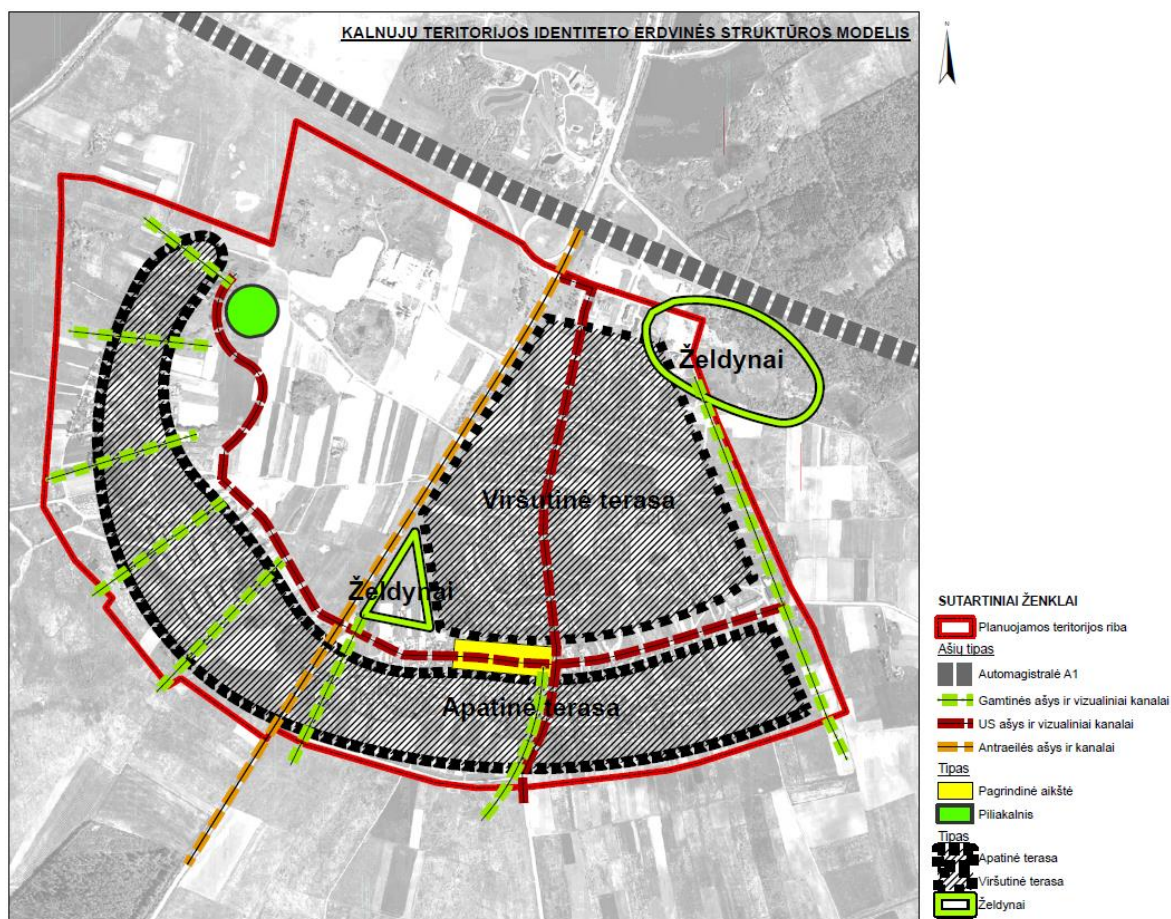 KALNUJŲ TERITORIJOS IDENTITETO ERDVINĖS STRUKTŪROS MODELIS
N
Želdynai
Viršutinė terasa
Želdynai
Apatinė terasa
SUTARTINIAI ŽENKLAI
Planuojamos teritorijos riba
Ašių tipas
Automagistralė A1
Gamtinės ašys ir vizualiniai kanalai
US ašys ir vizualiniai kanalai
Antraeilės ašys ir kanalai
Tipas
Pagrindinė aikštė
Piliakalnis
Tipas
Apatinė terasa
Viršutinė terasa
Želdynai